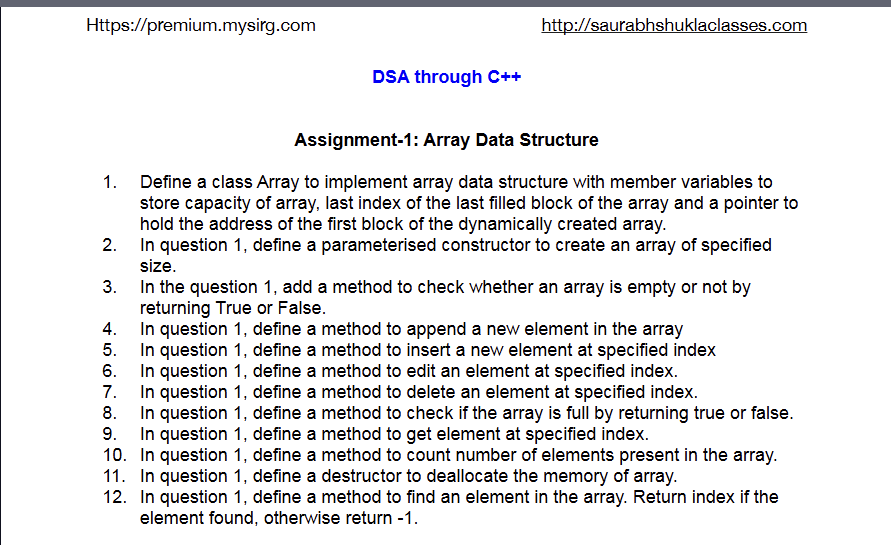 Https://premium.mysirg.com http://saurabhshuklaclasses.com
DSA through C++
Assignment-1: Array Data Structure
1. Define a class Array to implement array data structure with member variables to
store capacity of array, last index of the last filled block of the array and a pointer to
hold the address of the first block of the dynamically created array.
2. In question 1, define a parameterised constructor to create an array of specified
size.
3. In the question 1, add a method to check whether an array is empty or not by
returning True or False.
4. In question 1, define a method to append a new element in the array
5. In question 1, define a method to insert a new element at specified index
6. In question 1, define a method to edit an element at specified index.
7. In question 1, define a method to delete an element at specified index.
8. In question 1, define a method to check if the array is full by returning true or false.
9. In question 1, define a method to get element at specified index.
10. In question 1, define a method to count number of elements present in the array.
11. In question 1, define a destructor to deallocate the memory of array.
12. In question 1, define a method to find an element in the array. Return index if the
element found, otherwise return -1.